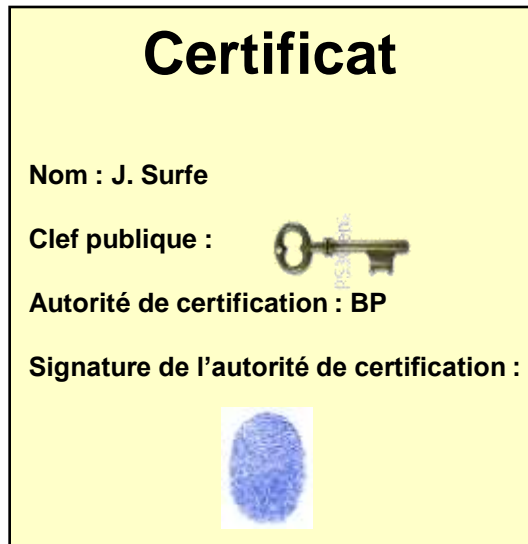 Certificat
Nom : J. Surfe
Clef publique :
Autorité de certification : BP
Signature de l'autorité de certification :